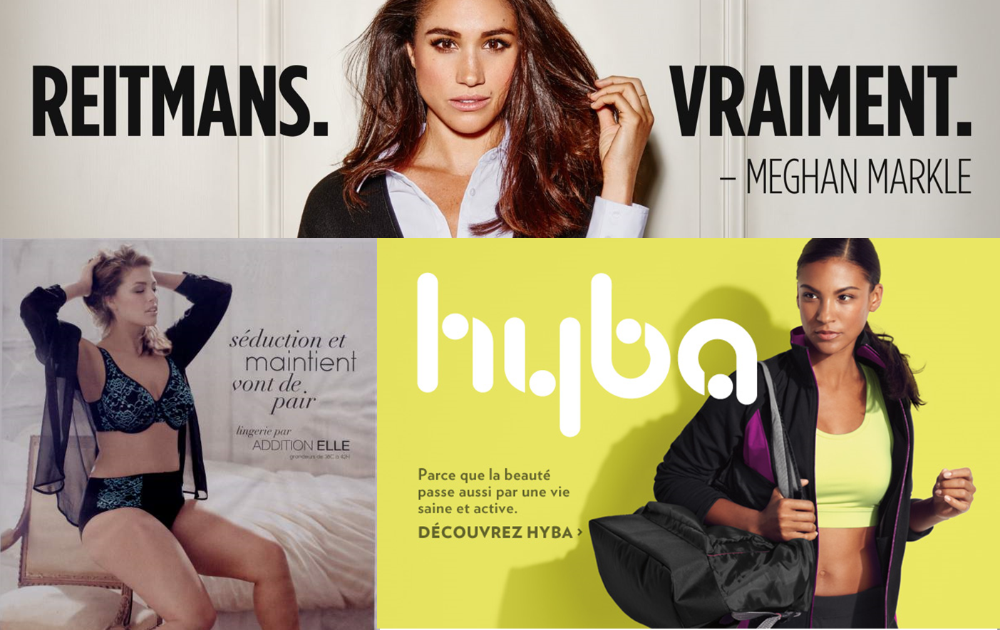 REITMANS.
VRAIMENT.
– MEGHAN MARKLE
séduction et
maintient
vont de
pair
lingerie par
ADDITION ELLE
grandeurs de 38C à 42H
hyba
Parce que la beauté
passe aussi par une vie
saine et active.
DÉCOUVREZ HYBA ›